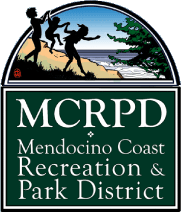 MCRPD
Mendocino Coast
Recreation &
Park District